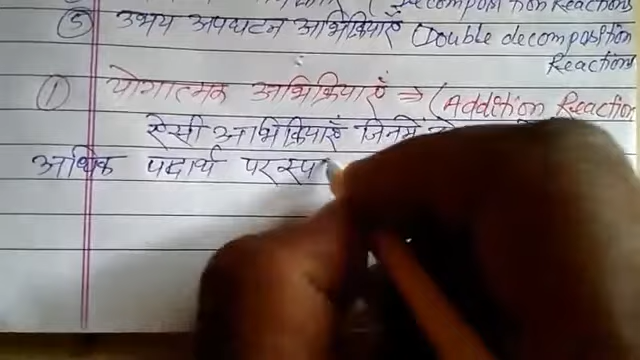 Decomposition Reactions
⑤ उभय अपघटन अभिक्रियाएँ (Double decomposition
Reactions
① योगात्मक अभिक्रियाएँ ⇒ (Addition Reaction
ऐसी अभिक्रियाएँ जिनमें
अधिक पदार्थ परस्प